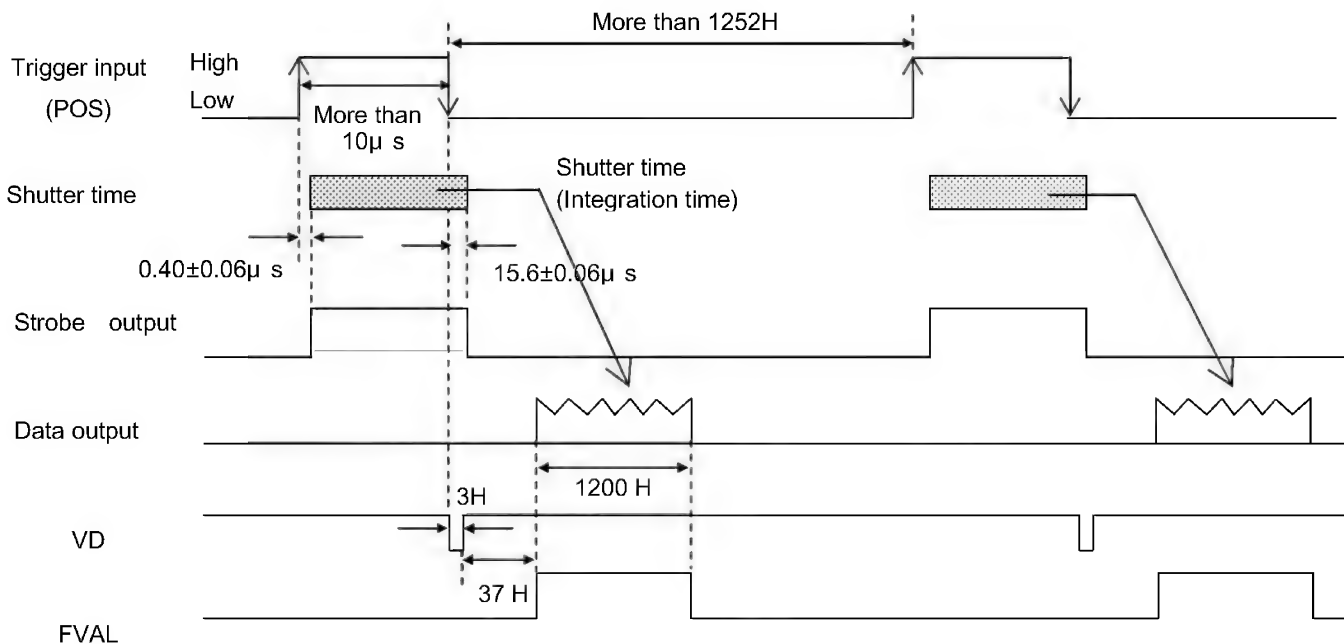 More than 1252H
Trigger input
(POS)
High
Low
More than
10μ s
Shutter time
Shutter time
(Integration time)
0.40±0.06μ s
15.6±0.06μ s
Strobe output
Data output
1200 H
3H
VD
37 H
FVAL